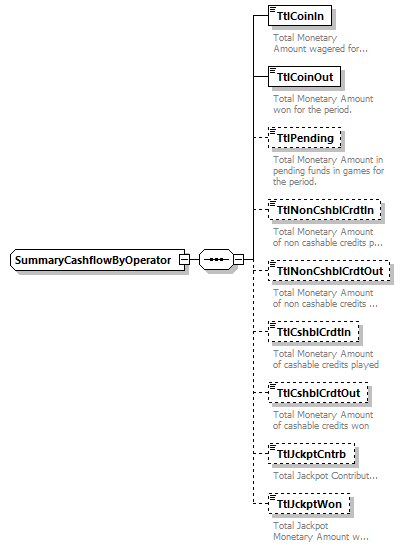 TtlCoinIn
Total Monetary
Amount wagered for...
TtlCoinOut
Total Monetary Amount
won for the period.
TtlPending
Total Monetary Amount in
pending funds in games for
the period.
TtlNonCshblCrdtIn
Total Monetary Amount
of non cashable credits p...
SummaryCashflowByOperator
TtlNonCshblCrdtOut
Total Monetary Amount
of non cashable credits ...
TtlCshblCrdtIn
Total Monetary Amount
of cashable credits played
TtlCshblCrdtOut
Total Monetary Amount
of cashable credits won
TtlJckptCntrb
Total Jackpot Contribut...
TtlJckptWon
Total Jackpot
Monetary Amount w...